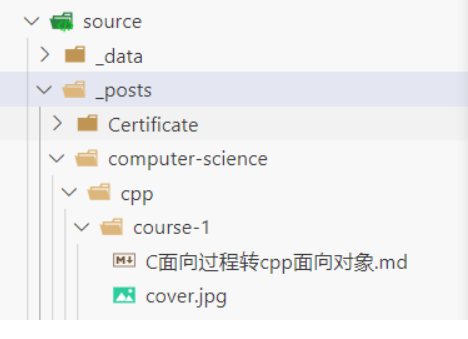 source
_data
_posts
Certificate
computer-science
cpp
course-1
C面向过程转cpp面向对象.md
cover.jpg